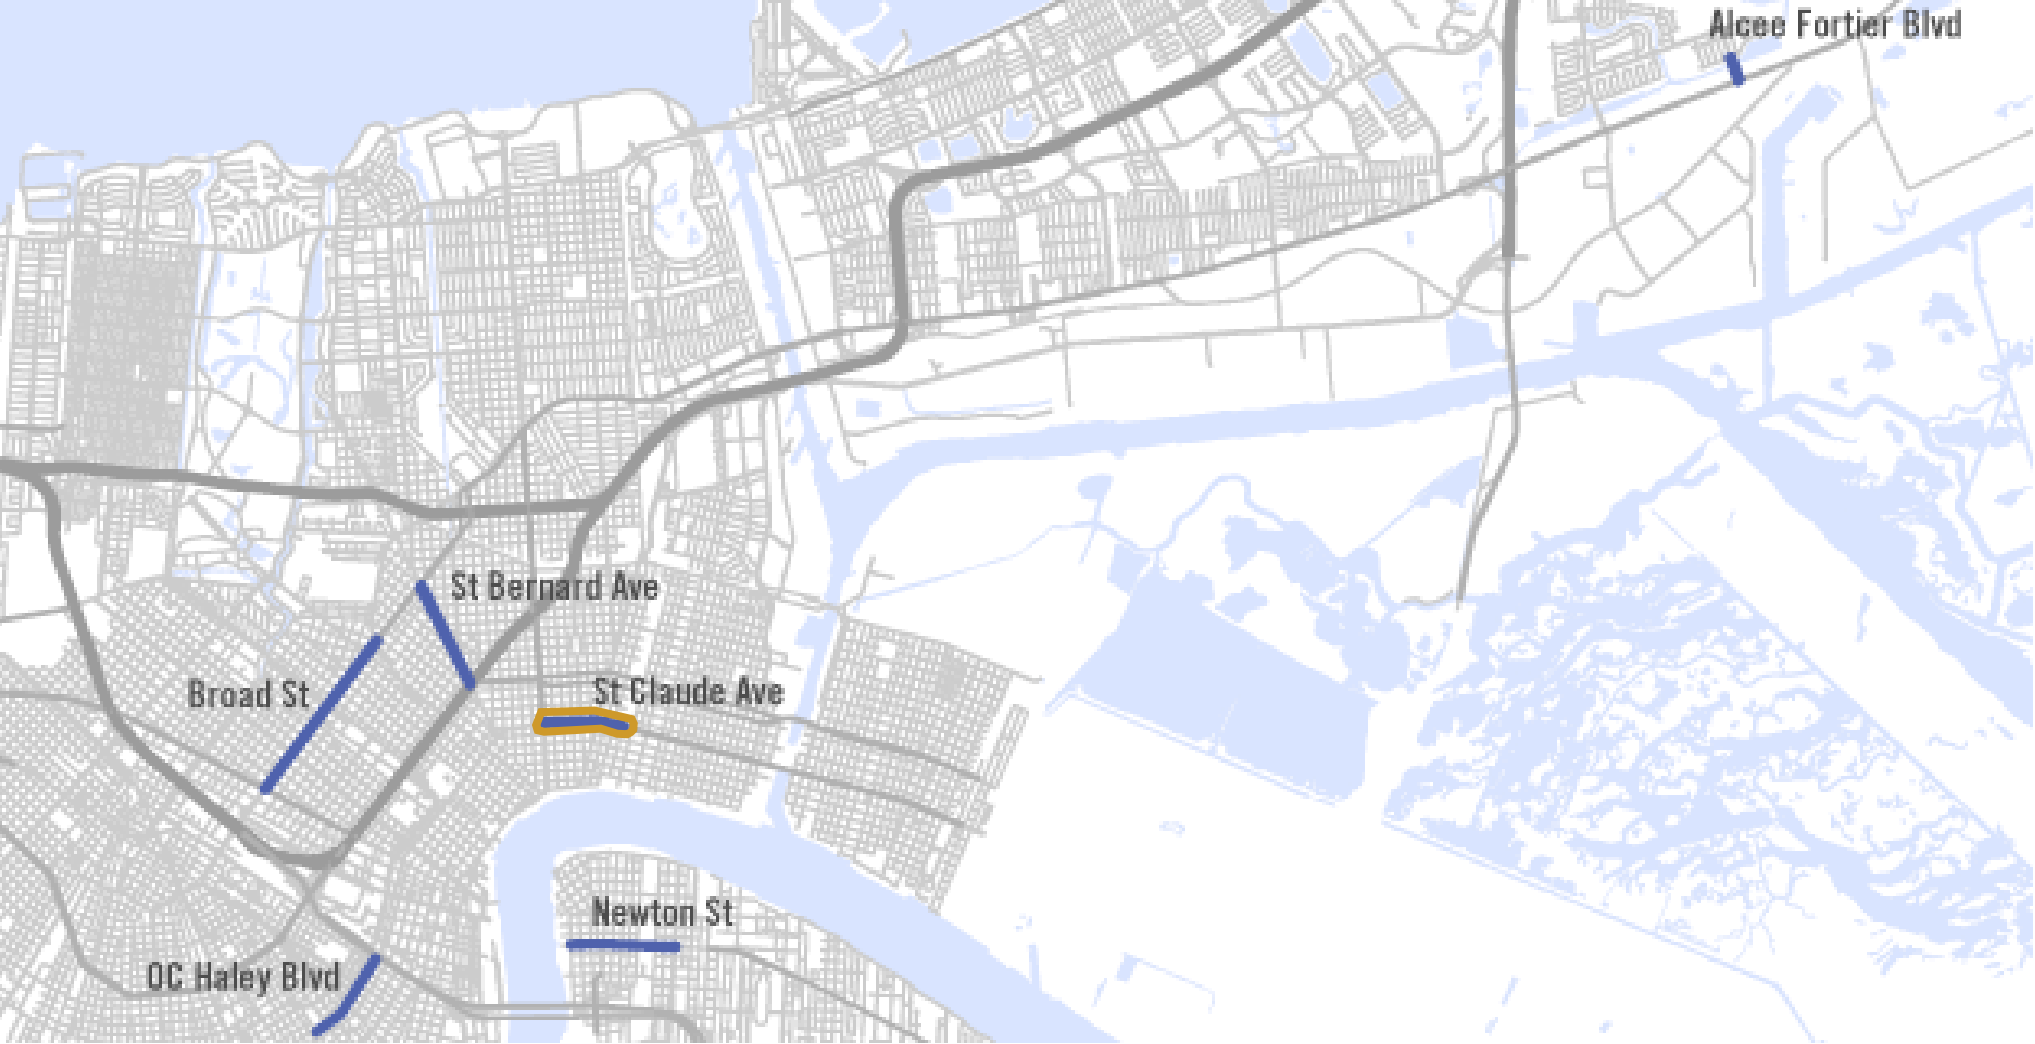 Alcee Fortier Blvd
St Bernard Ave
Broad St
St Claude Ave
Newton St
OC Haley Blvd